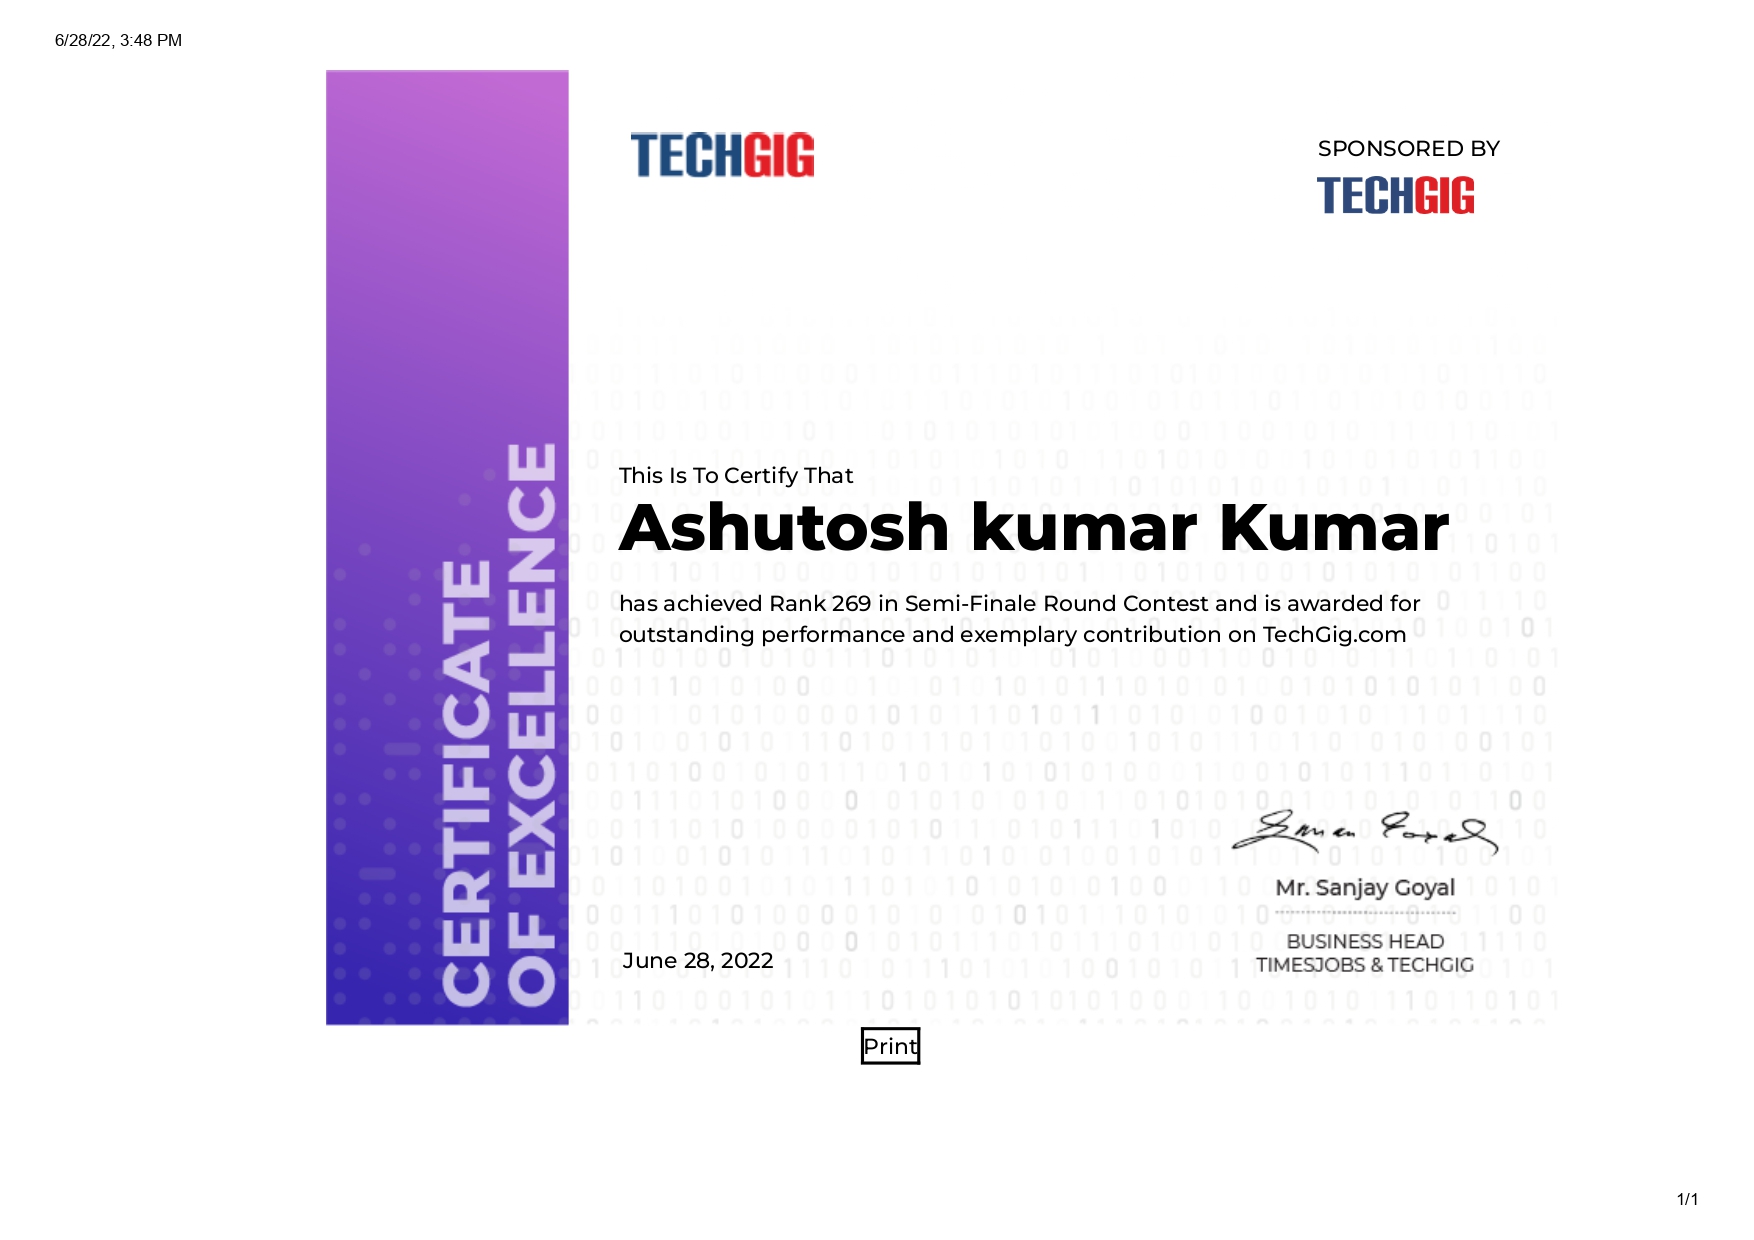 6/28/22, 3:48 PM
TECHGIG
SPONSORED BY
TECHGIG
CERTIFICATE
OF EXCELLENCE
This Is To Certify That
Ashutosh kumar Kumar
has achieved Rank 269 in Semi-Finale Round Contest and is awarded for
outstanding performance and exemplary contribution on TechGig.com
Mr. Sanjay Goyal
BUSINESS HEAD
TIMESJOBS & TECHGIG
June 28, 2022
Print
1/1